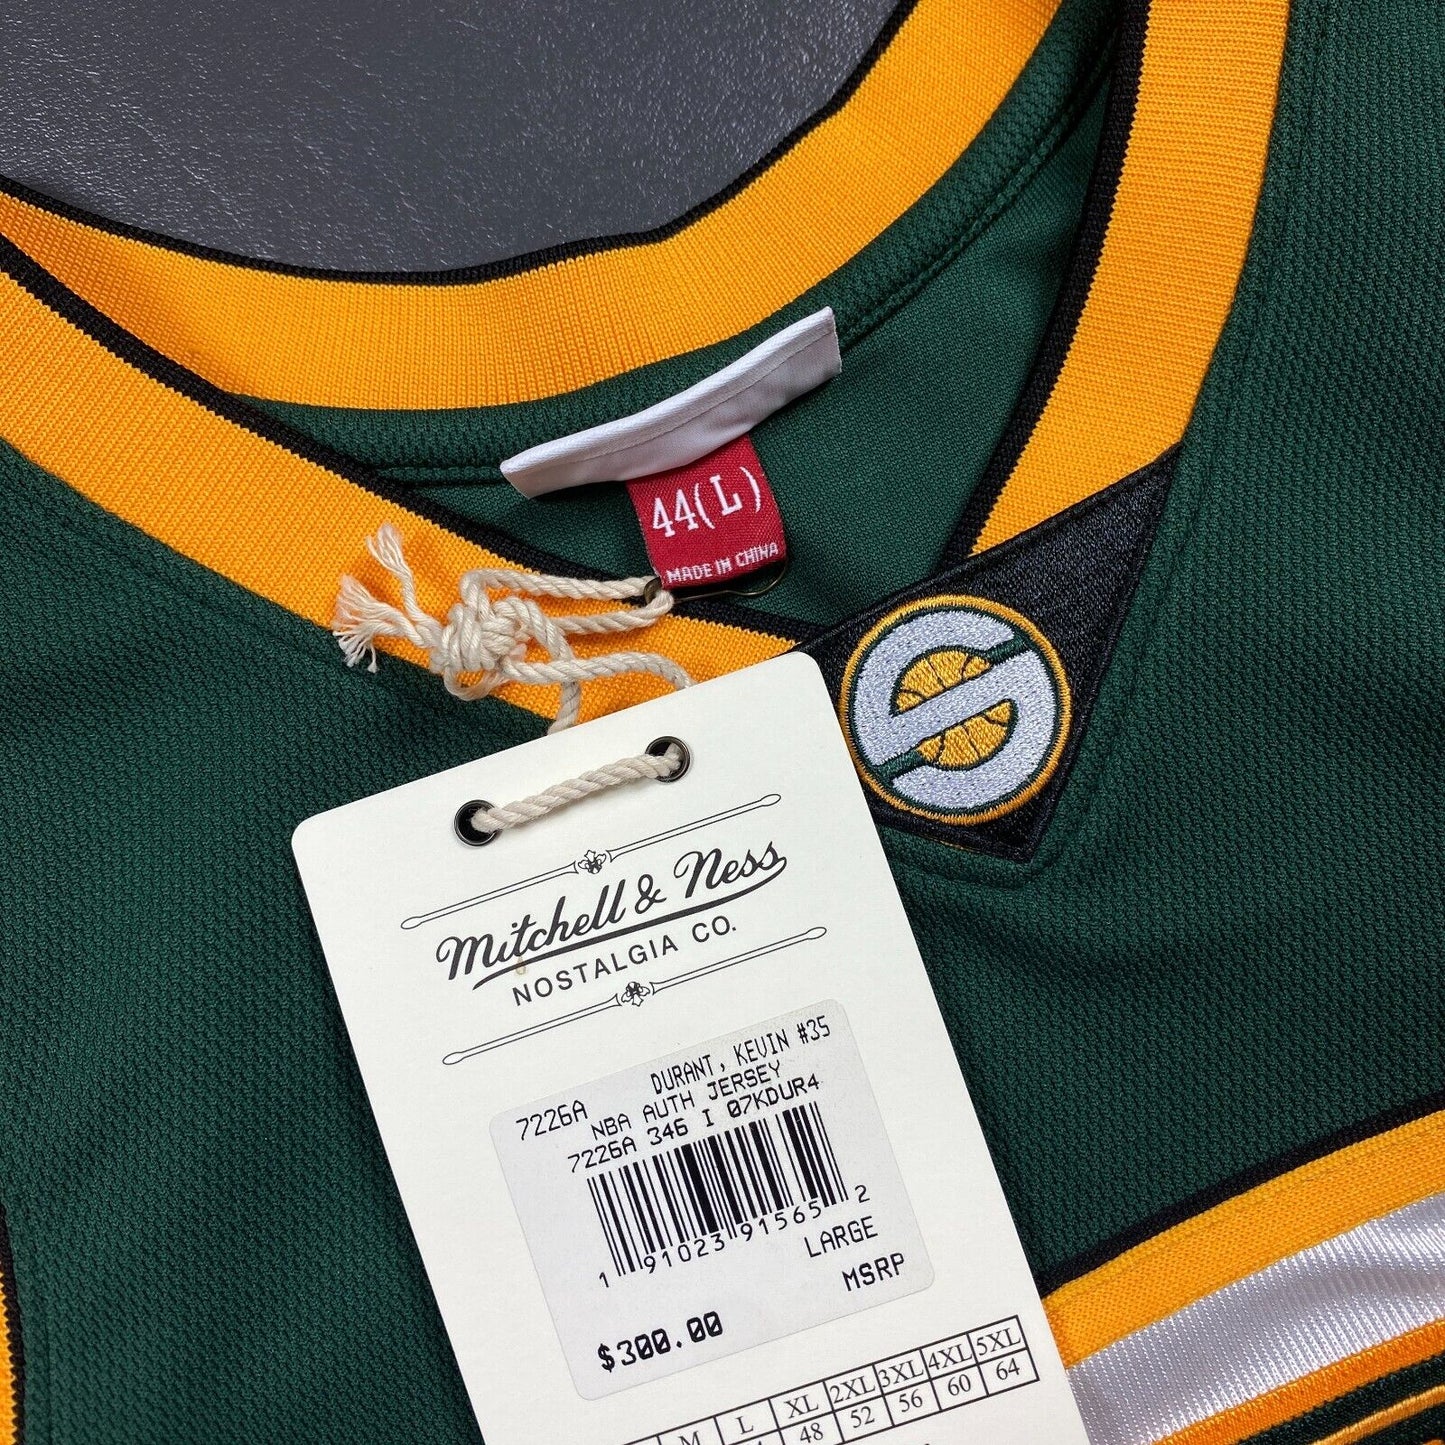 44(L)
MADE IN CHINA
S
Mitchell & Ness
NOSTALGIA CO.
DURANT, KEVIN #35
7226A NBA AUTH JERSEY
7226A 346 I 07KDUR4
1 91023 91565 2
LARGE
$300.00 MSRP
M L XL 2XL 3XL 4XL 5XL
48 52 56 60 64